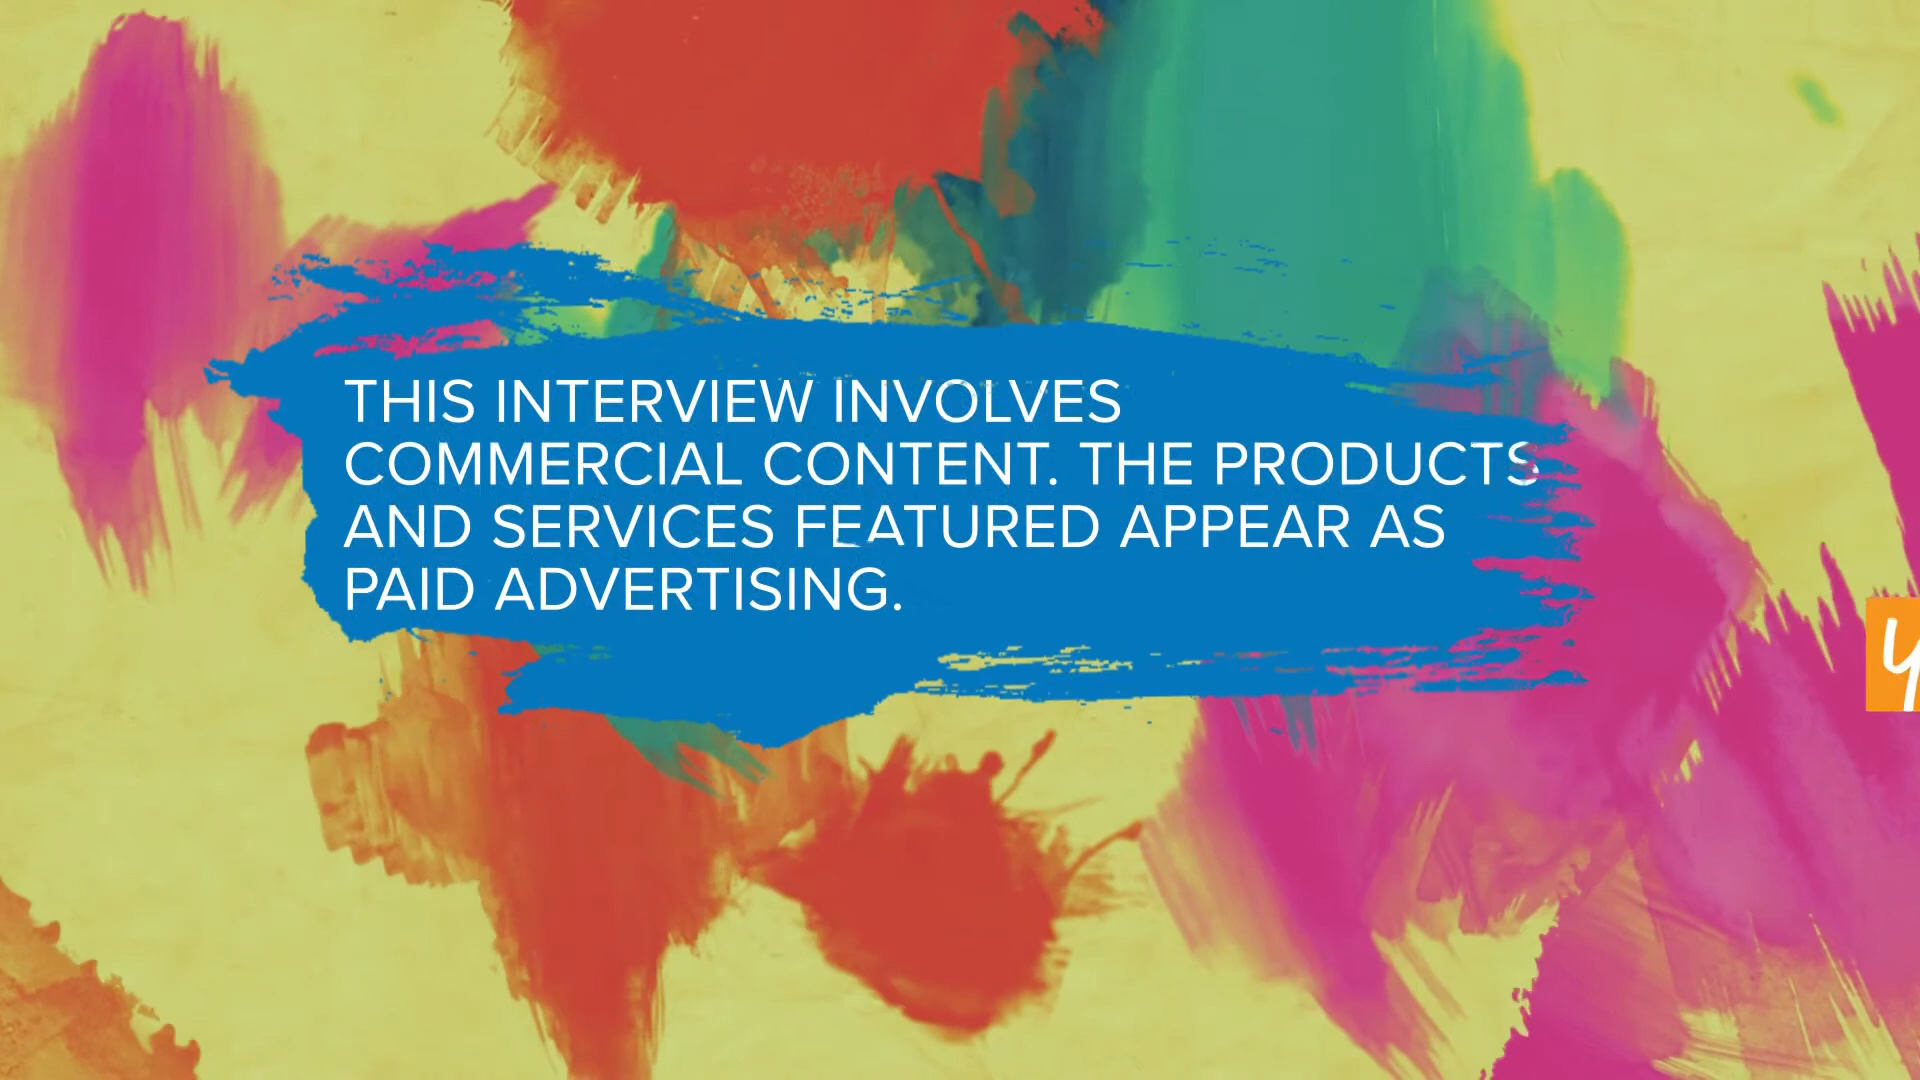 THIS INTERVIEW INVOLVES
COMMERCIAL CONTENT. THE PRODUCTS
AND SERVICES FEATURED APPEAR AS
PAID ADVERTISING.